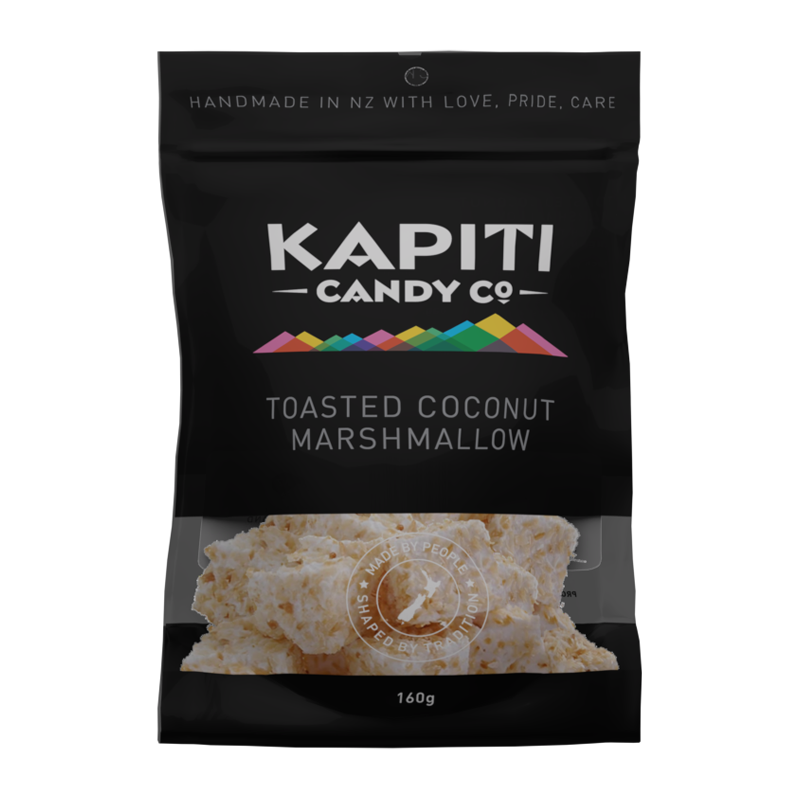 HANDMADE IN NZ WITH LOVE, PRIDE, CARE
KAPITI
CANDY Cº
TOASTED COCONUT
MARSHMALLOW
MADE BY PEOPLE
SHAPED BY TRADITION
160g